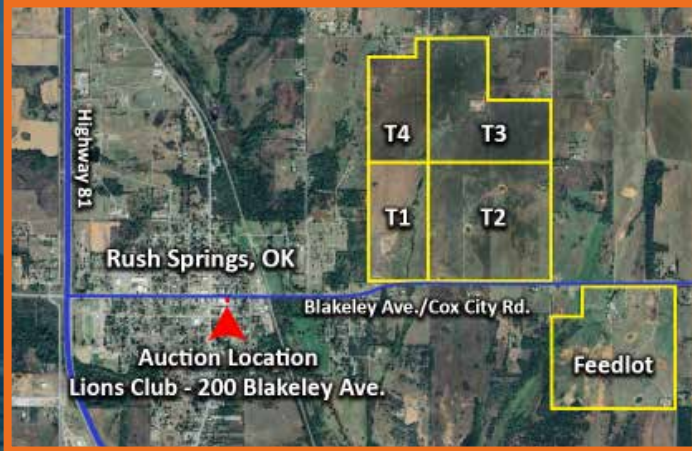 T4
T3
Highway 81
T1
T2
Rush Springs, OK
Blakeley Ave./Cox City Rd.
Auction Location
Lions Club - 200 Blakeley Ave.
Feedlot